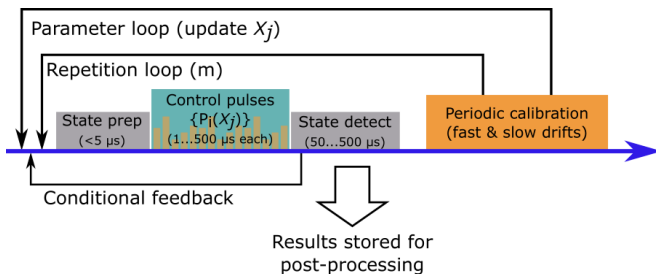 Parameter loop (update Xj)
Repetition loop (m)
State prep
(<5 µs)
Control pulses
{Pi(Xj)}
(1...500 µs each)
State detect
(50...500 µs)
Periodic calibration
(fast & slow drifts)
Conditional feedback
Results stored for
post-processing